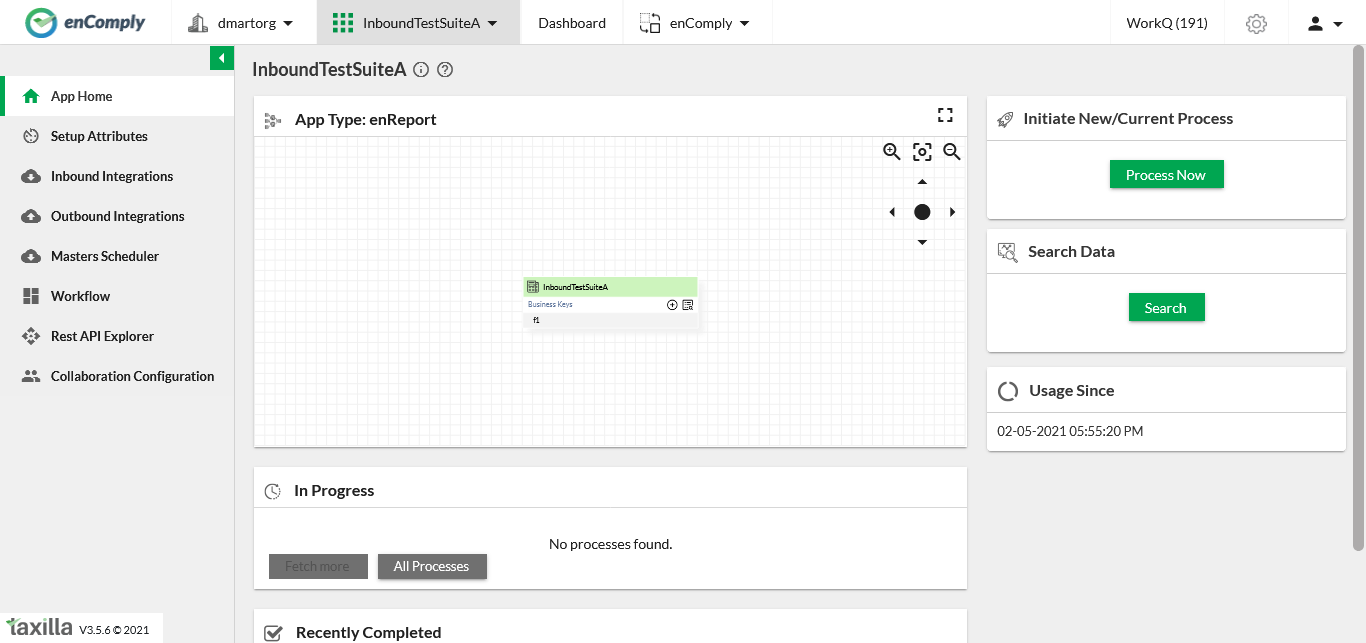 enComply
dmartorg
InboundTestSuiteA
Dashboard
enComply
WorkQ (191)
App Home
Setup Attributes
Inbound Integrations
Outbound Integrations
Masters Scheduler
Workflow
Rest API Explorer
Collaboration Configuration
taxilla V3.5.6 © 2021
InboundTestSuiteA
App Type: enReport
InboundTestSuiteA
Business Keys
f1
In Progress
No processes found.
Fetch more
All Processes
Recently Completed
Initiate New/Current Process
Process Now
Search Data
Search
Usage Since
02-05-2021 05:55:20 PM